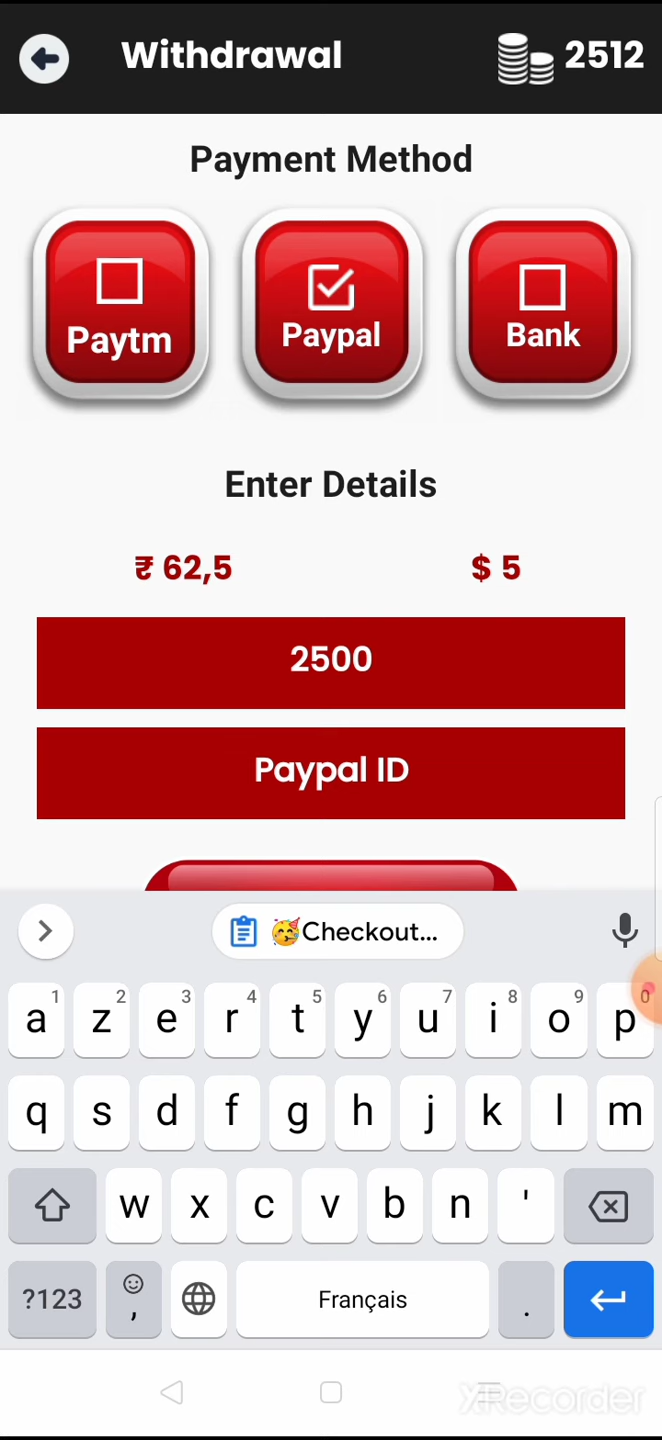 Withdrawal 2512
Payment Method
Paytm Paypal Bank
Enter Details
₹ 62,5 $ 5
2500
Paypal ID
🥳Checkout...
1 2 3 4 5 6 7 8 9 0
a z e r t y u i o p
q s d f g h j k l m
w x c v b n '
?123 , Français .
XRecorder